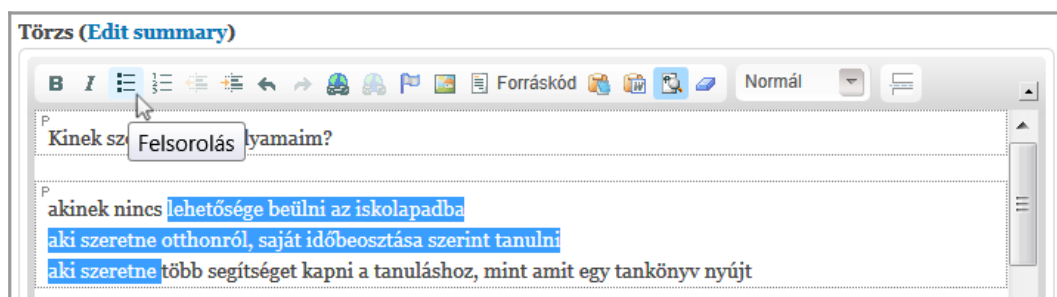 Törzs (Edit summary)
B I Forráskód Normál
P
Kinek sz lyamaim?
Felsorolás
P
akinek nincs lehetősége beülni az iskolapadba
aki szeretne otthonról, saját időbeosztása szerint tanulni
aki szeretne több segítséget kapni a tanuláshoz, mint amit egy tankönyv nyújt